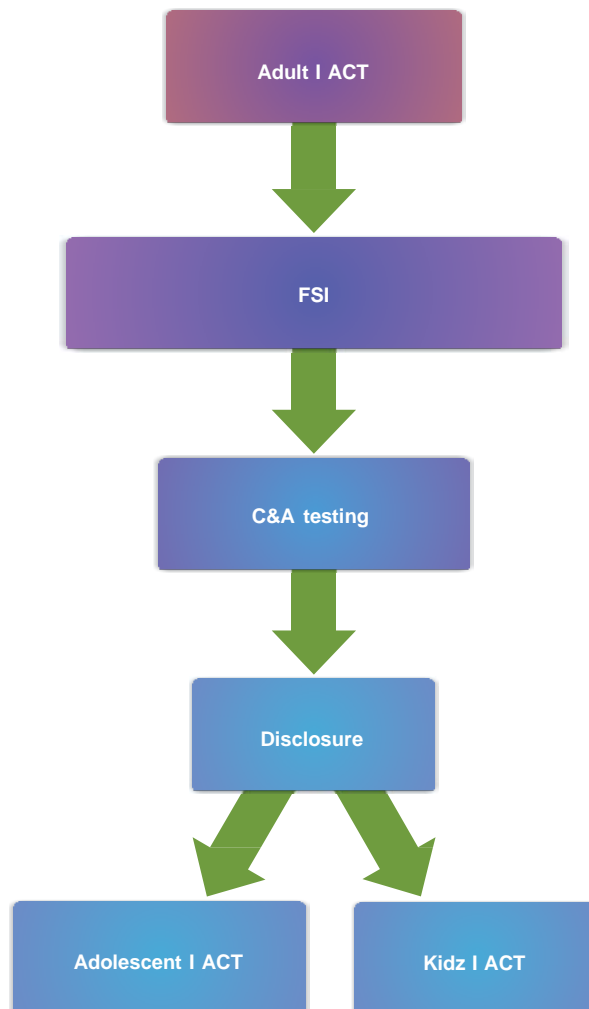 Adult I ACT
FSI
C&A testing
Disclosure
Adolescent I ACT
Kidz I ACT